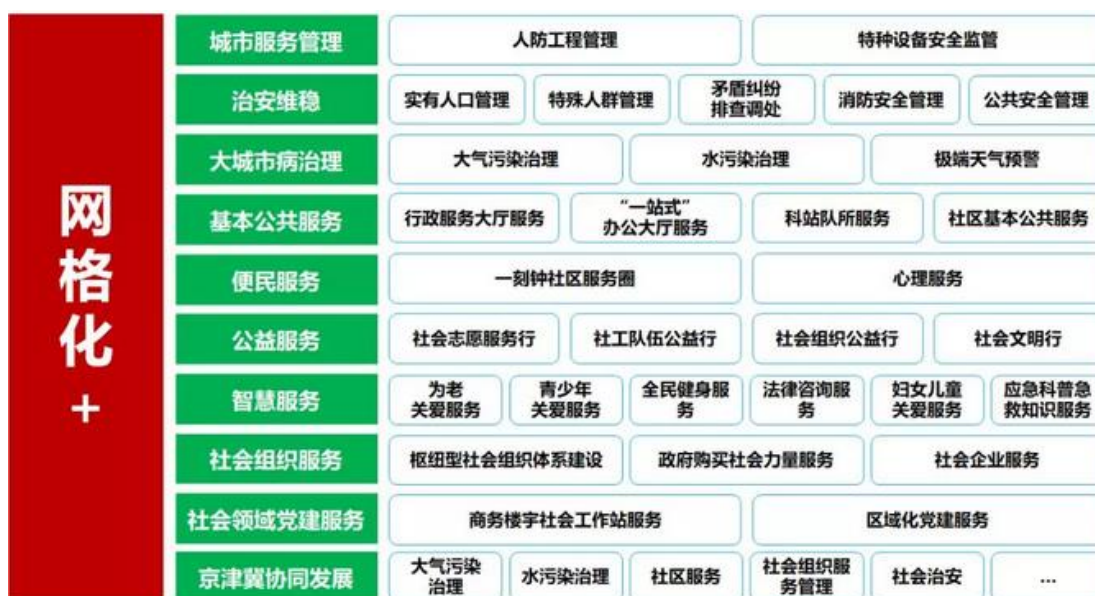 网格化+
城市服务管理
人防工程管理
特种设备安全监管
治安维稳
实有人口管理
特殊人群管理
矛盾纠纷
排查调处
消防安全管理
公共安全管理
大城市病治理
大气污染治理
水污染治理
极端天气预警
基本公共服务
行政服务大厅服务
“一站式”
办公大厅服务
科站队所服务
社区基本公共服务
便民服务
一刻钟社区服务圈
心理服务
公益服务
社会志愿服务行
社工队伍公益行
社会组织公益行
社会文明行
智慧服务
为老
关爱服务
青少年
关爱服务
全民健身服
务
法律咨询服
务
妇女儿童
关爱服务
应急科普急
救知识服务
社会组织服务
枢纽型社会组织体系建设
政府购买社会力量服务
社会企业服务
社会领域党建服务
商务楼宇社会工作站服务
区域化党建服务
京津冀协同发展
大气污染
治理
水污染治理
社区服务
社会组织服
务管理
社会治安
...